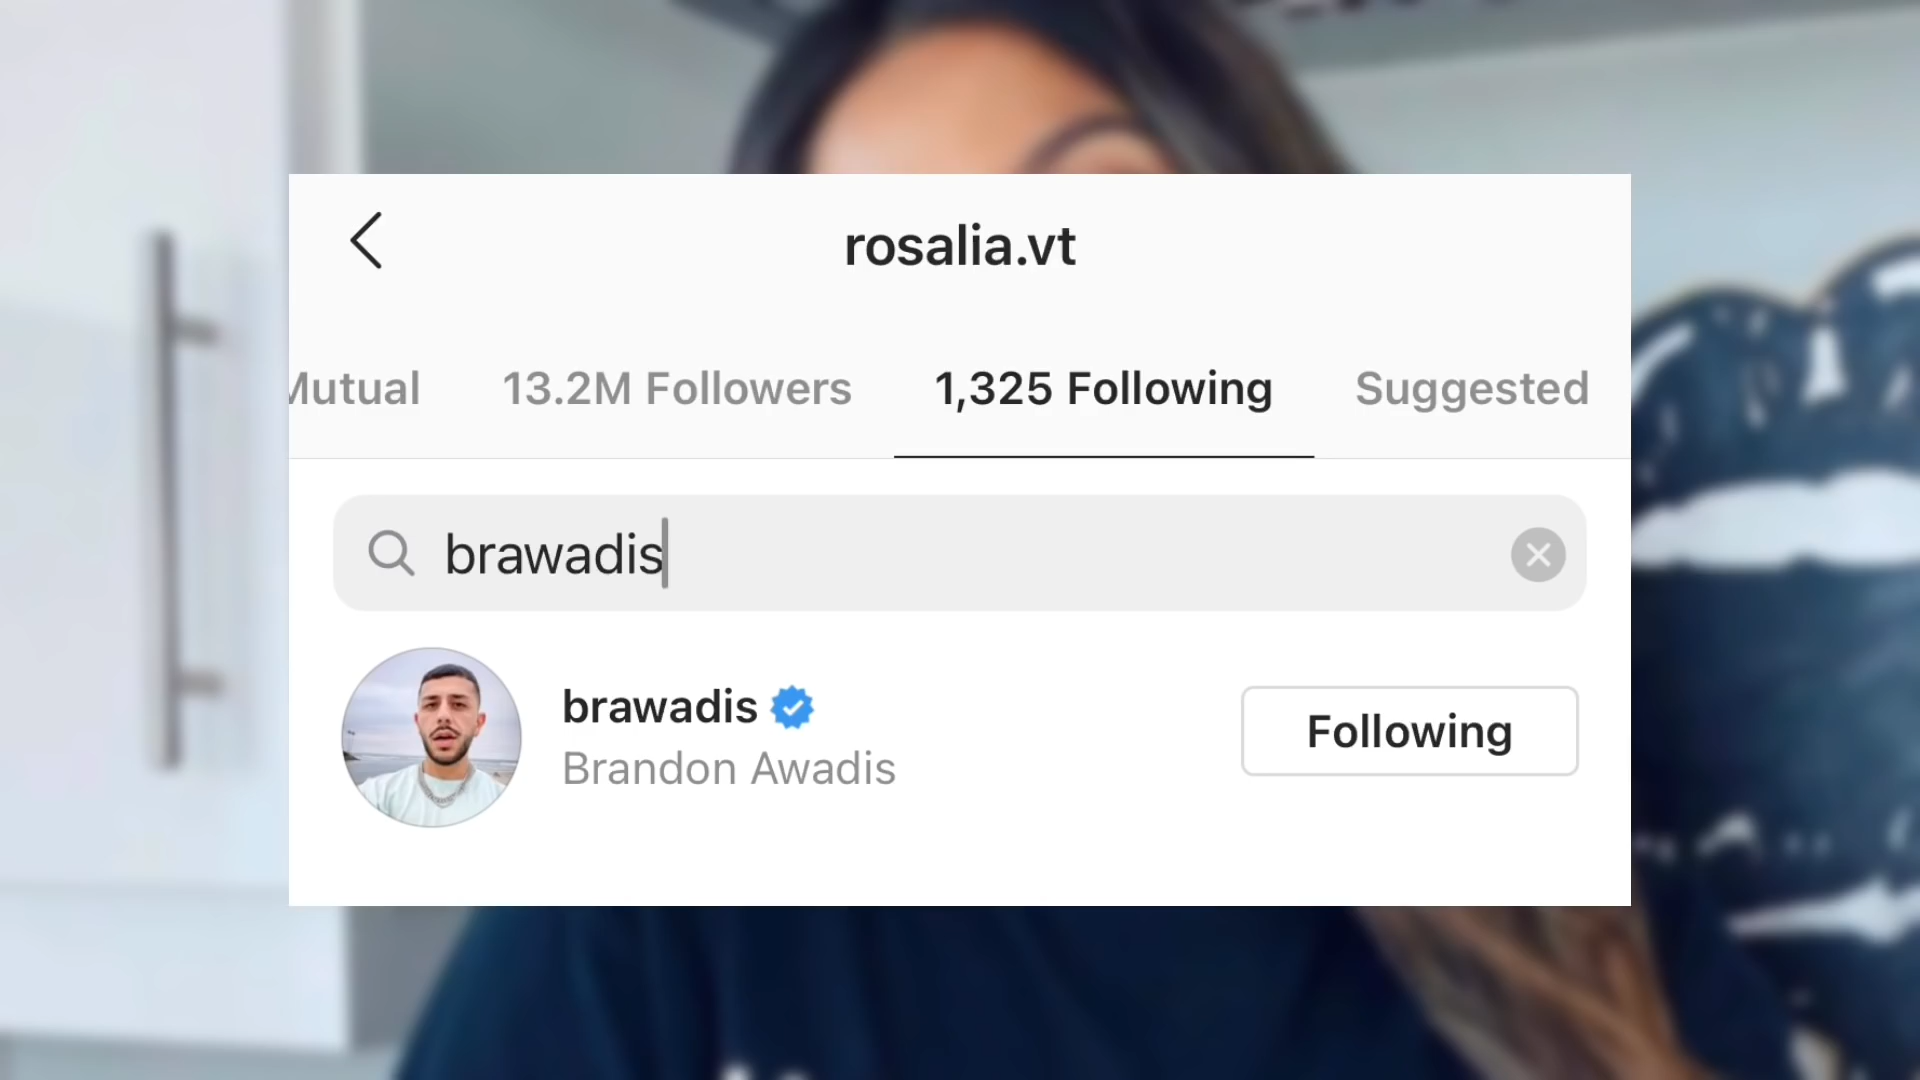 rosalia.vt
Mutual 13.2M Followers 1,325 Following Suggested
brawadis
brawadis
Brandon Awadis
Following